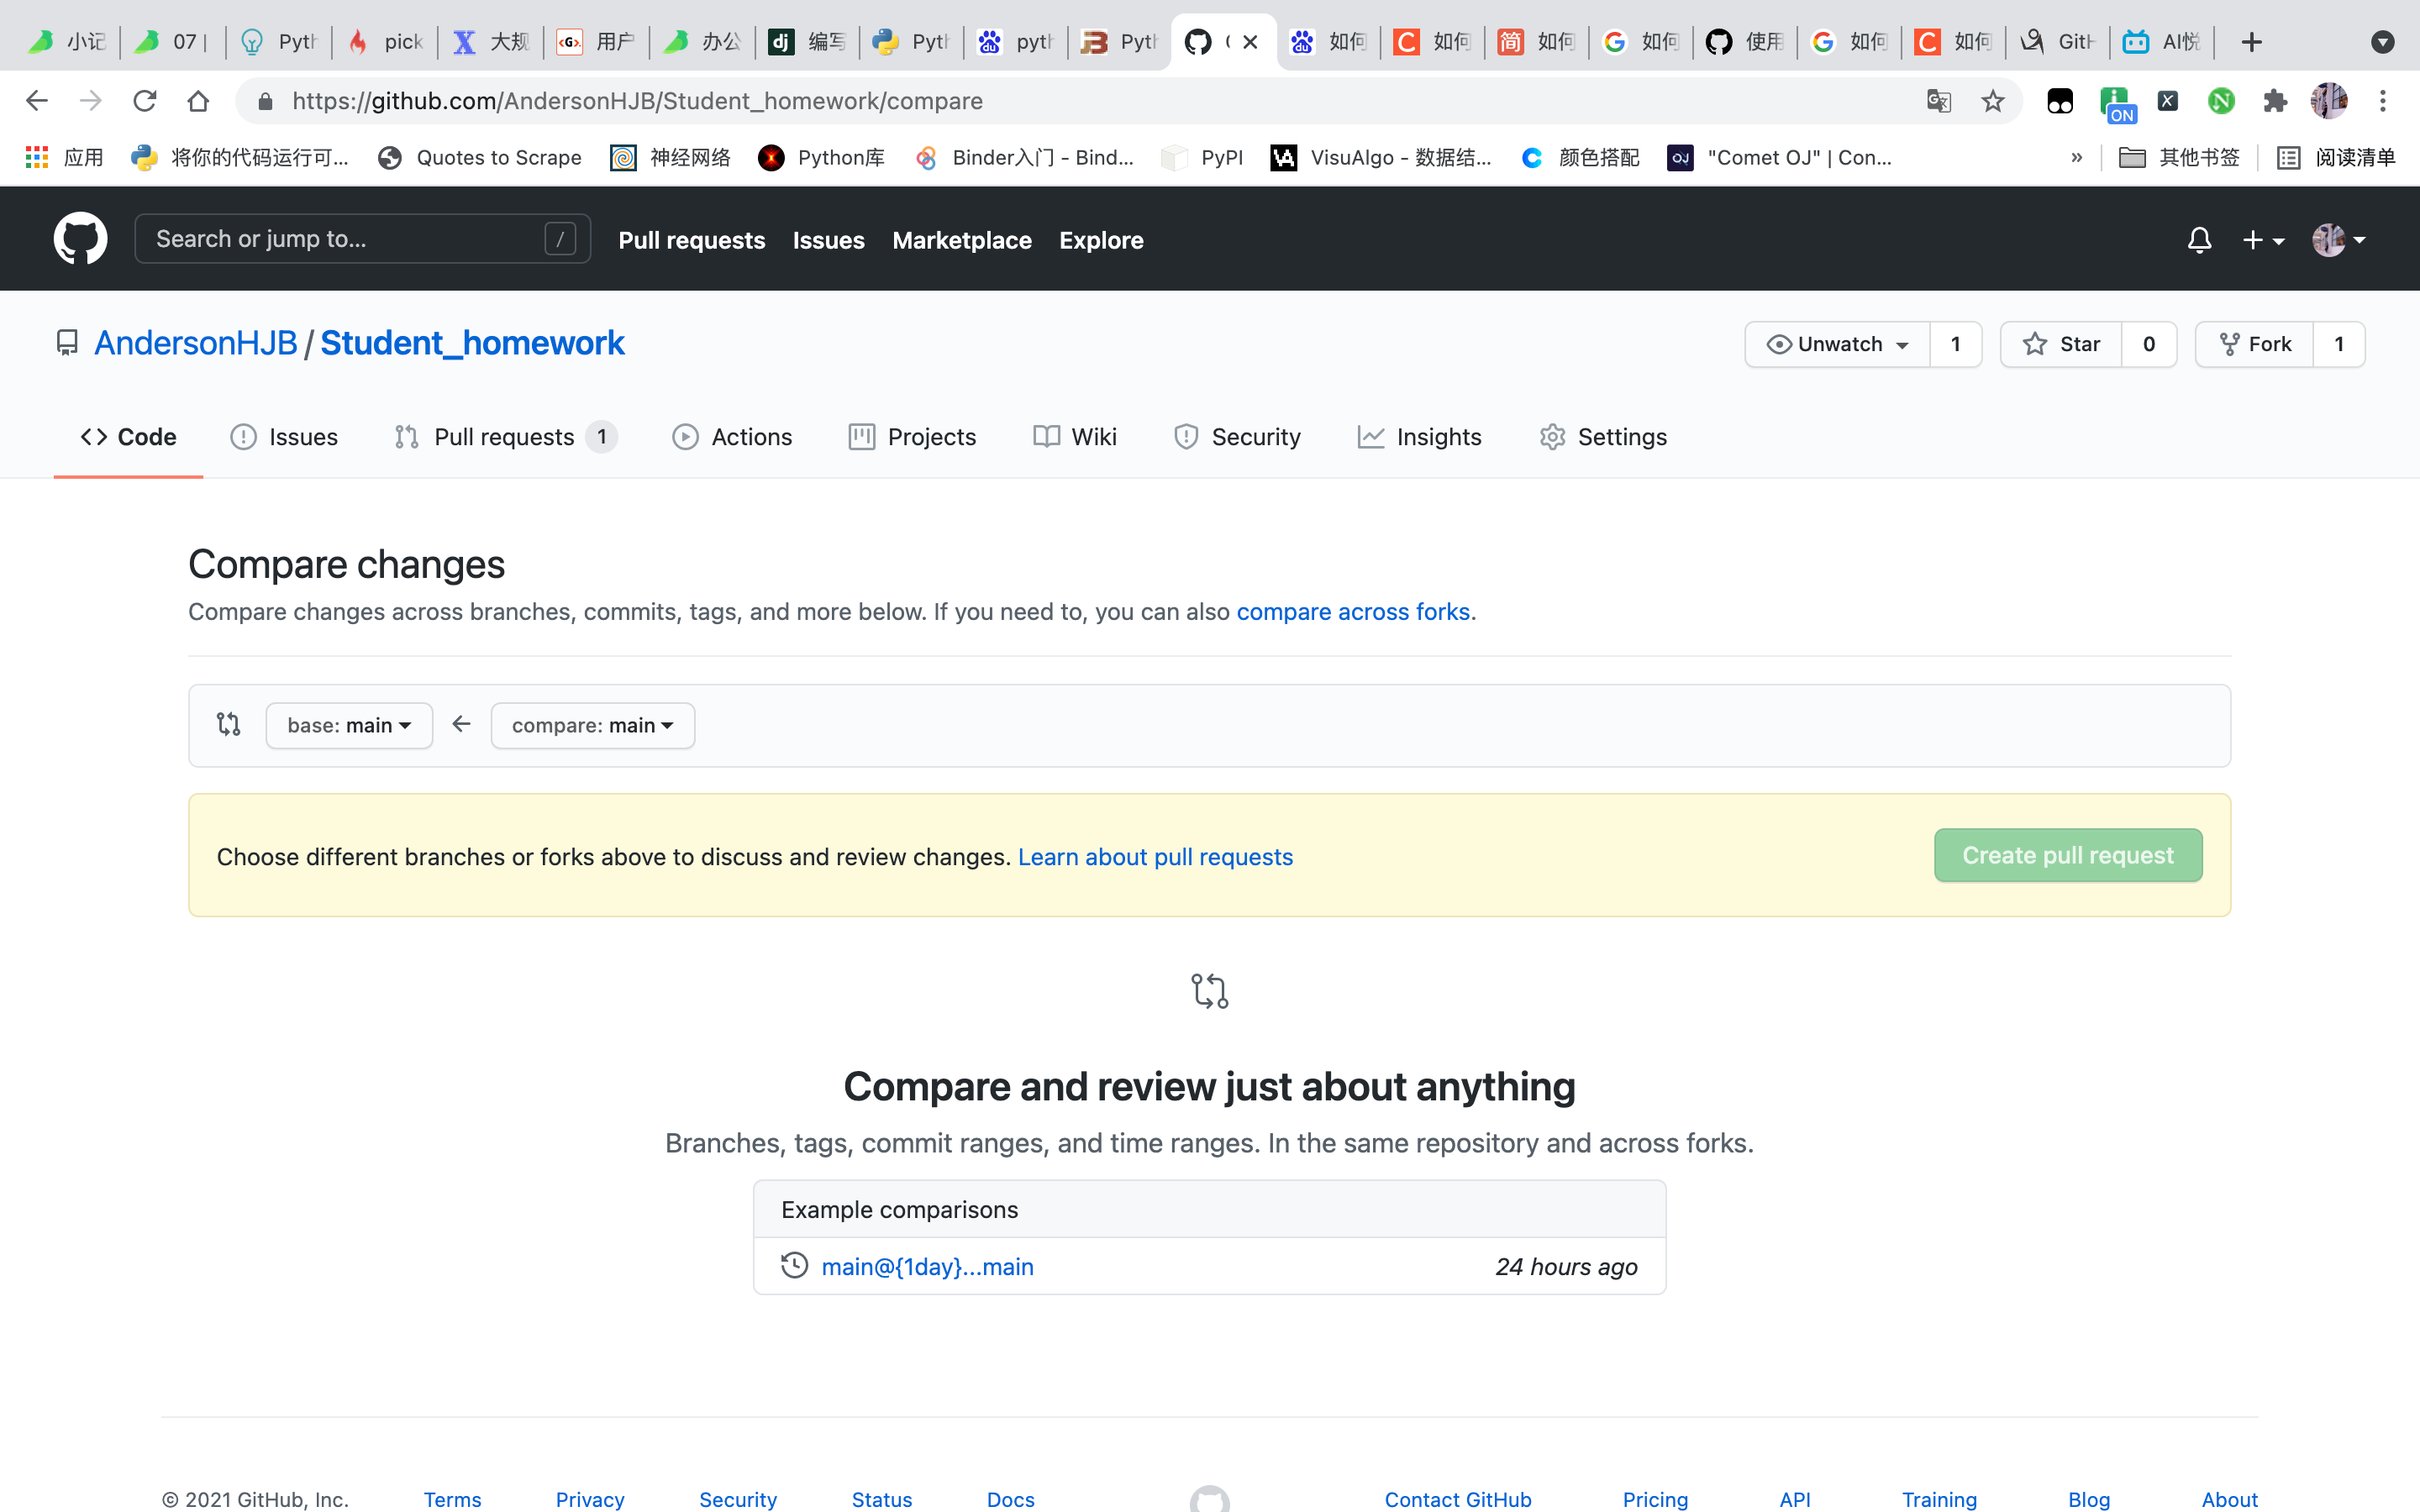 小记
07 |
Pyth
pick
大规
用户
办公
编写
Pyth
pyth
Pyth
如何
如何
如何
如何
使用
如何
如何
GitH
AI悦
https://github.com/AndersonHJB/Student_homework/compare
ON
应用
将你的代码运行可...
Quotes to Scrape
神经网络
Python库
Binder入门 - Bind...
PyPI
VisuAlgo - 数据结...
颜色搭配
"Comet OJ" | Con...
»
其他书签
阅读清单
Search or jump to...
/
Pull requests
Issues
Marketplace
Explore
AndersonHJB / Student_homework
Unwatch 1
Star 0
Fork 1
Code
Issues
Pull requests 1
Actions
Projects
Wiki
Security
Insights
Settings
Compare changes
Compare changes across branches, commits, tags, and more below. If you need to, you can also compare across forks.
base: main
compare: main
Choose different branches or forks above to discuss and review changes. Learn about pull requests
Create pull request
Compare and review just about anything
Branches, tags, commit ranges, and time ranges. In the same repository and across forks.
Example comparisons
main@{1day}...main
24 hours ago
© 2021 GitHub, Inc.
Terms
Privacy
Security
Status
Docs
Contact GitHub
Pricing
API
Training
Blog
About